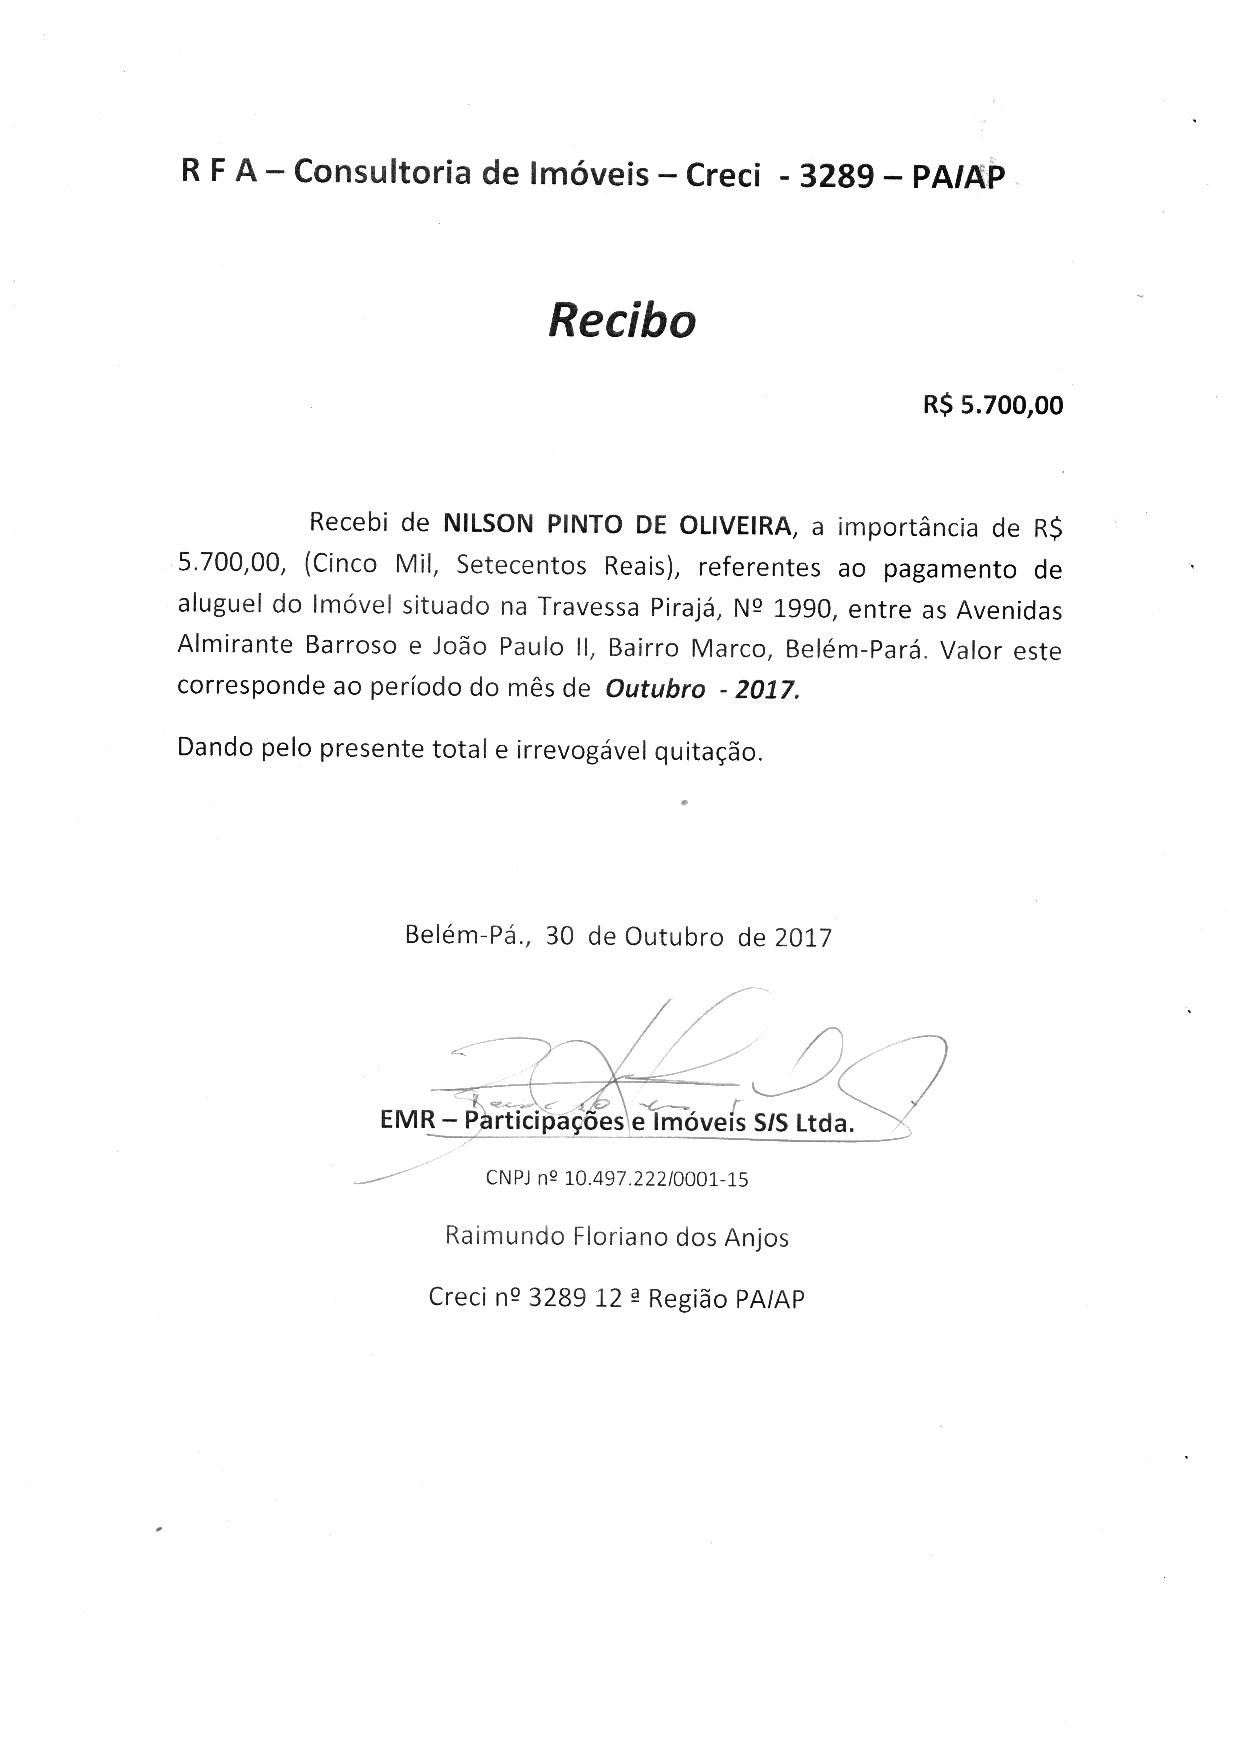 R F A – Consultoria de Imóveis – Creci - 3289 – PA/AP
Recibo
R$ 5.700,00
Recebi de NILSON PINTO DE OLIVEIRA, a importância de R$
5.700,00, (Cinco Mil, Setecentos Reais), referentes ao pagamento de
aluguel do Imóvel situado na Travessa Pirajá, Nº 1990, entre as Avenidas
Almirante Barroso e João Paulo II, Bairro Marco, Belém-Pará. Valor este
corresponde ao período do mês de Outubro - 2017.
Dando pelo presente total e irrevogável quitação.
Belém-Pá., 30 de Outubro de 2017
EMR – Participações e Imóveis S/S Ltda.
CNPJ nº 10.497.222/0001-15
Raimundo Floriano dos Anjos
Creci nº 3289 12 ª Região PA/AP